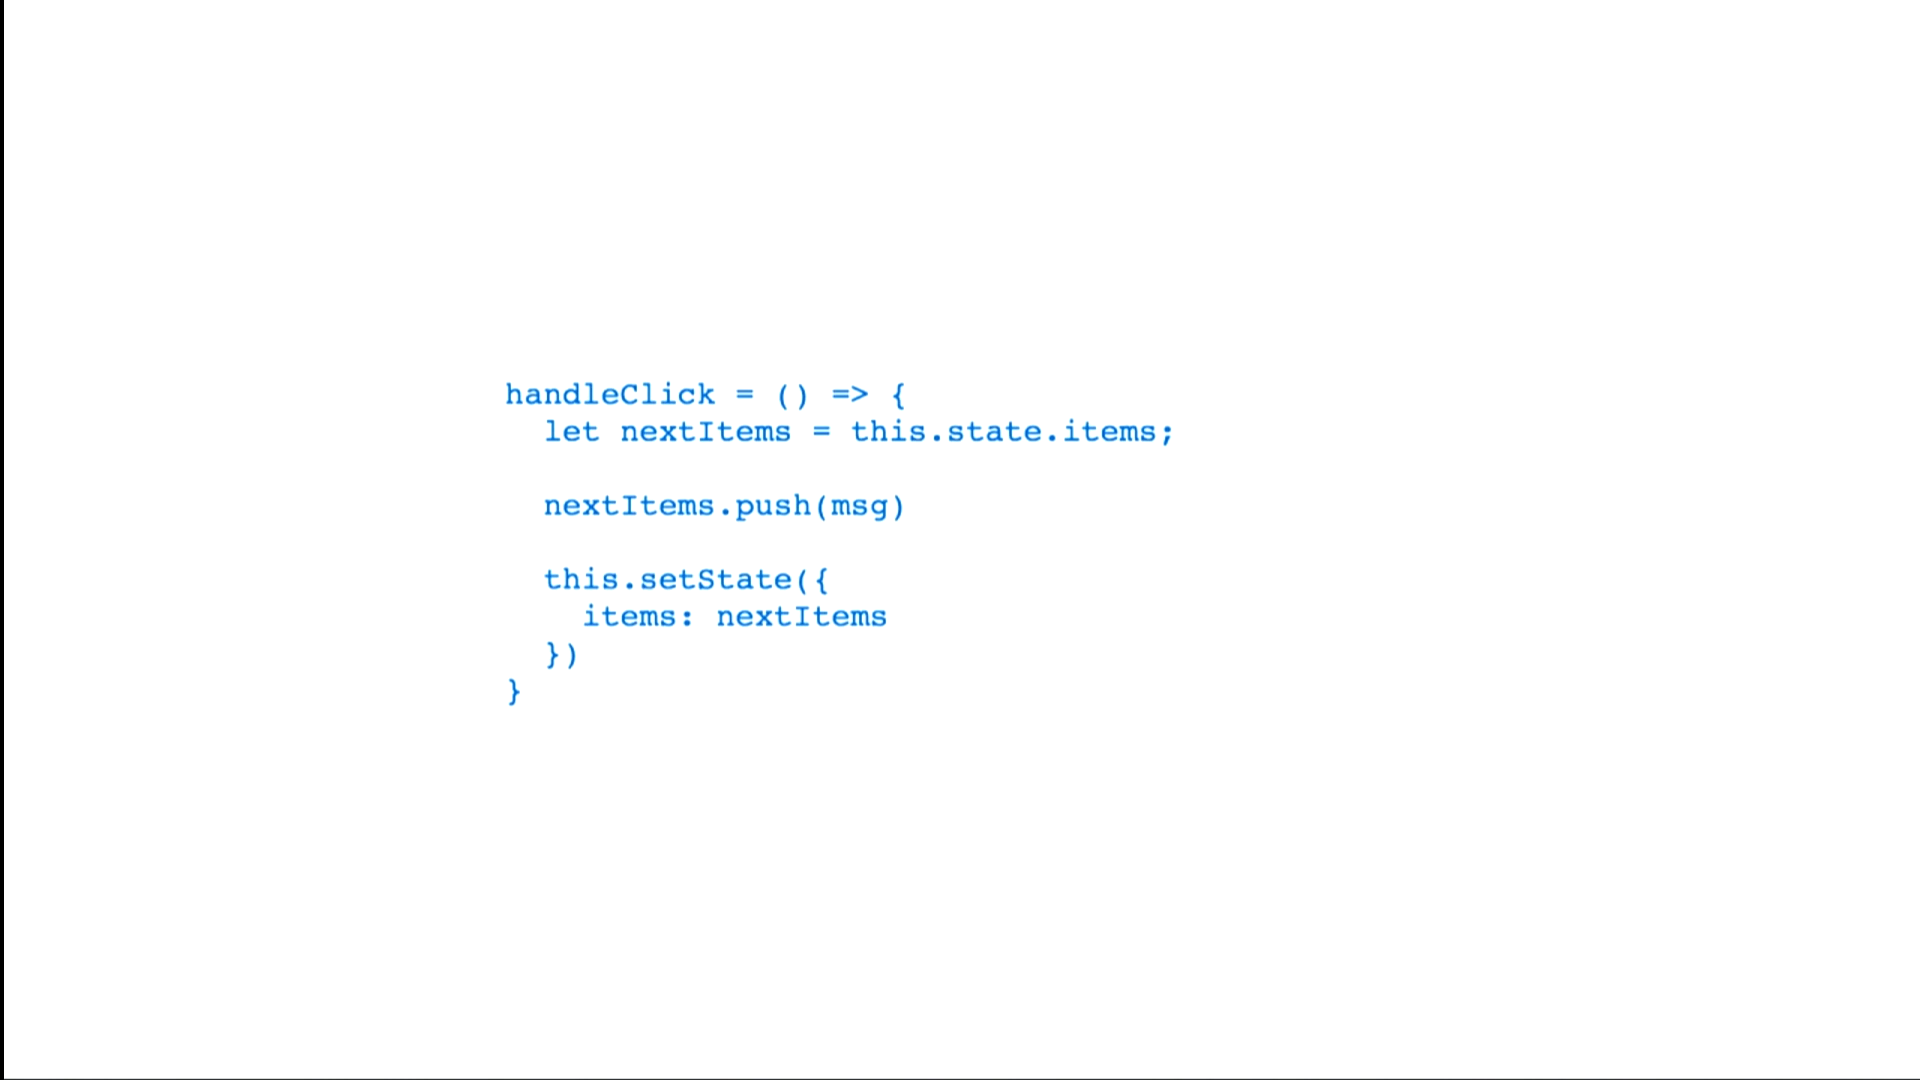 handleClick = () => {
  let nextItems = this.state.items;

  nextItems.push(msg)

  this.setState({
    items: nextItems
  })
}